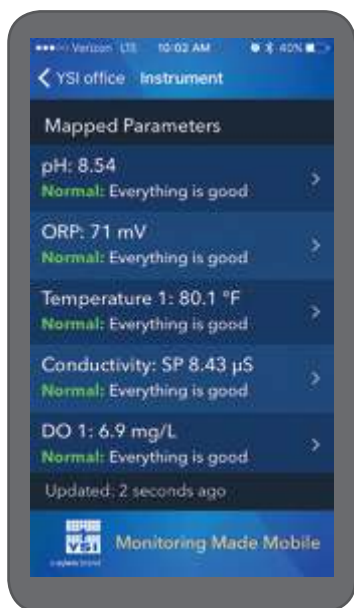 Verizon LTE 10:02 AM 40%
YSI office Instrument
Mapped Parameters
pH: 8.54
Normal: Everything is good
ORP: 71 mV
Normal: Everything is good
Temperature 1: 80.1 °F
Normal: Everything is good
Conductivity: SP 8.43 µS
Normal: Everything is good
DO 1: 6.9 mg/L
Normal: Everything is good
Updated: 2 seconds ago
YSI
a xylem brand
Monitoring Made Mobile